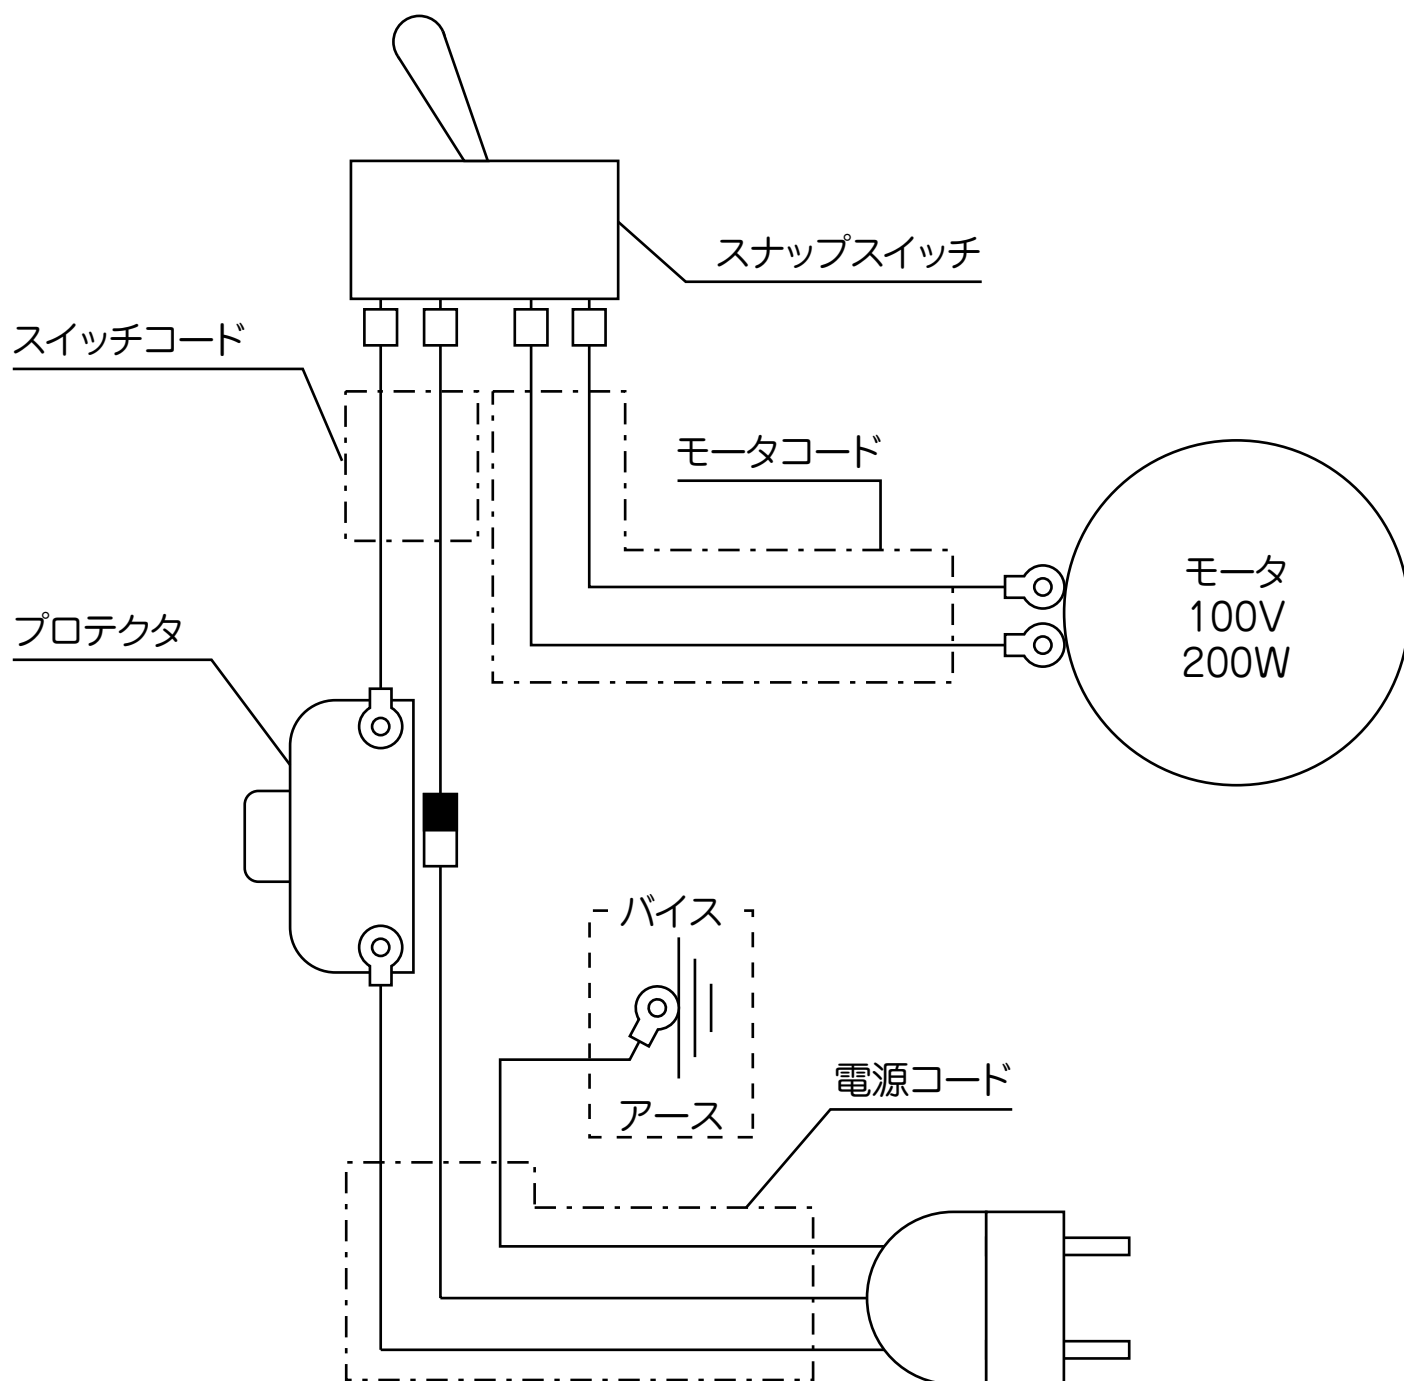 スナップスイッチ
スイッチコード
モータコード
モータ
100V
200W
プロテクタ
バイス
アース
電源コード